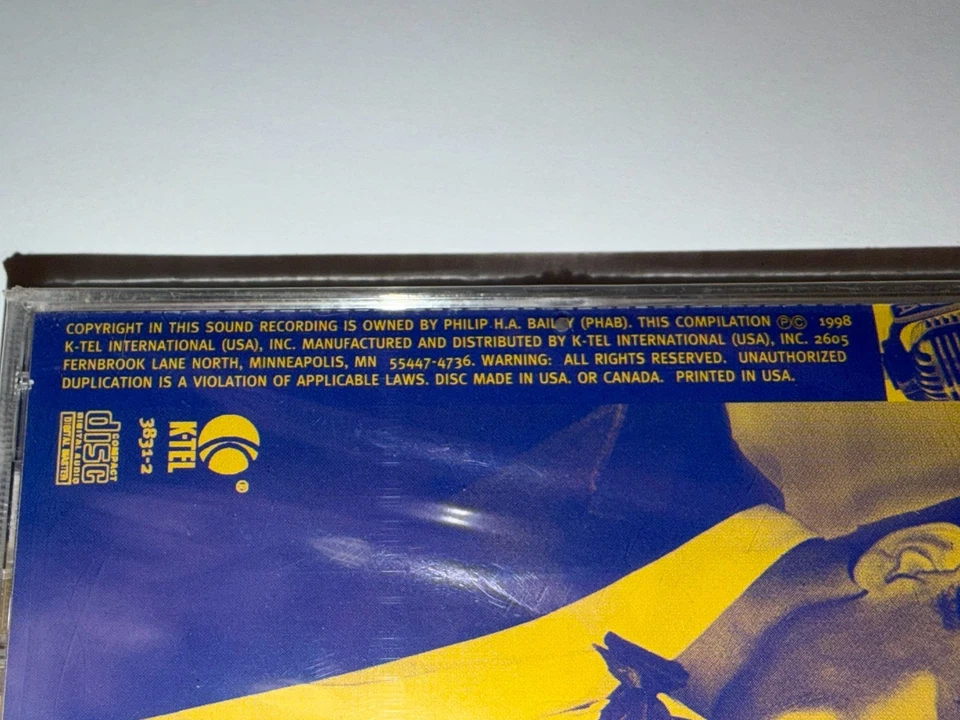 COPYRIGHT IN THIS SOUND RECORDING IS OWNED BY PHILIP H.A. (PHAB). THIS COMPILATION ℗© 1998
K-TEL INTERNATIONAL (USA), INC. MANUFACTURED AND DISTRIBUTED BY K-TEL INTERNATIONAL (USA), INC. 2605
FERNBROOK LANE NORTH, MINNEAPOLIS, MN 55447-4736. WARNING: ALL RIGHTS RESERVED. UNAUTHORIZED
DUPLICATION IS A VIOLATION OF APPLICABLE LAWS. DISC MADE IN USA. OR CANADA. PRINTED IN USA.
K-TEL ®
3831-2
COMPACT
disc
DIGITAL AUDIO
DIGITAL MASTER